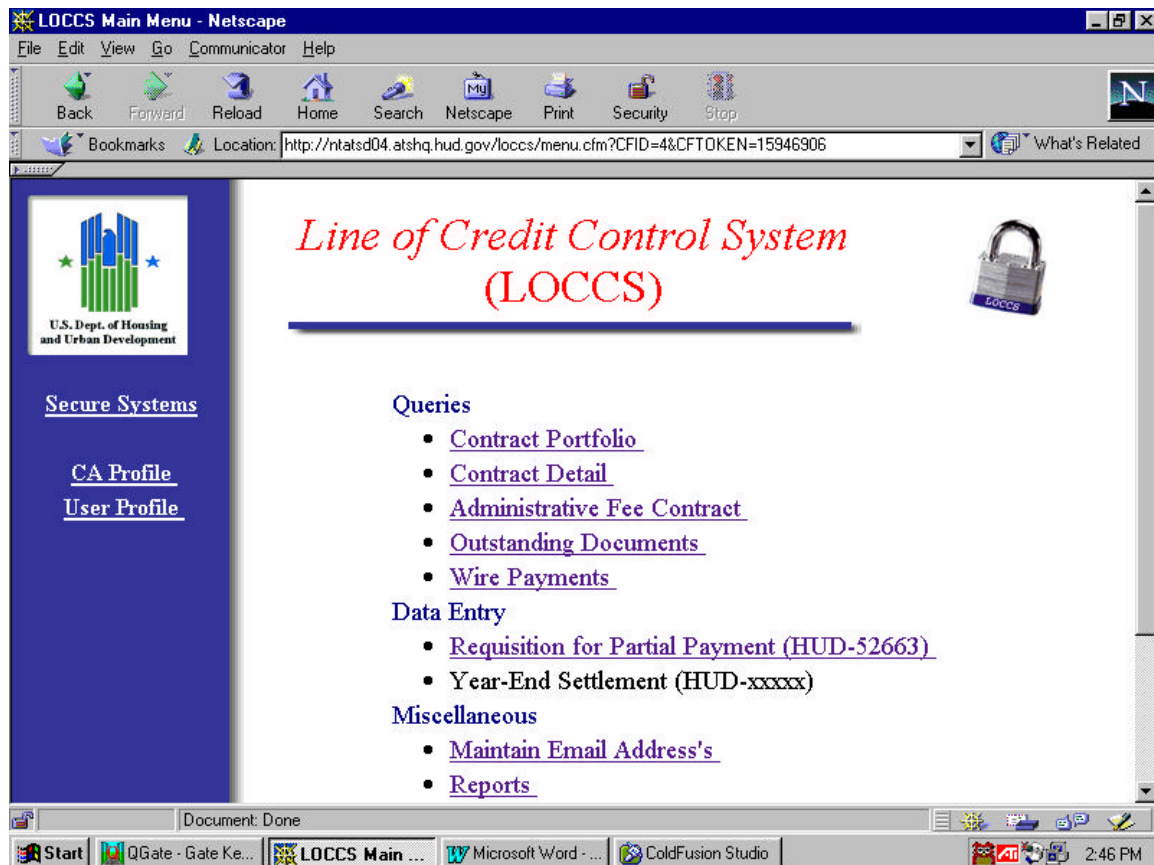 LOCCS Main Menu - Netscape
File Edit View Go Communicator Help
Back Forward Reload Home Search Netscape Print Security Stop
My
N
Bookmarks Location: http://ntatsd04.atshq.hud.gov/loccs/menu.cfm?CFID=4&CFTOKEN=15946906 What's Related
U.S. Dept. of Housing
and Urban Development
Secure Systems
CA Profile
User Profile
Line of Credit Control System
(LOCCS)
LOCCS
Queries
• Contract Portfolio
• Contract Detail
• Administrative Fee Contract
• Outstanding Documents
• Wire Payments
Data Entry
• Requisition for Partial Payment (HUD-52663)
• Year-End Settlement (HUD-xxxxx)
Miscellaneous
• Maintain Email Address's
• Reports
Document: Done
Start QGate - Gate Ke... LOCCS Main ... Microsoft Word - ... ColdFusion Studio ATI 2:46 PM